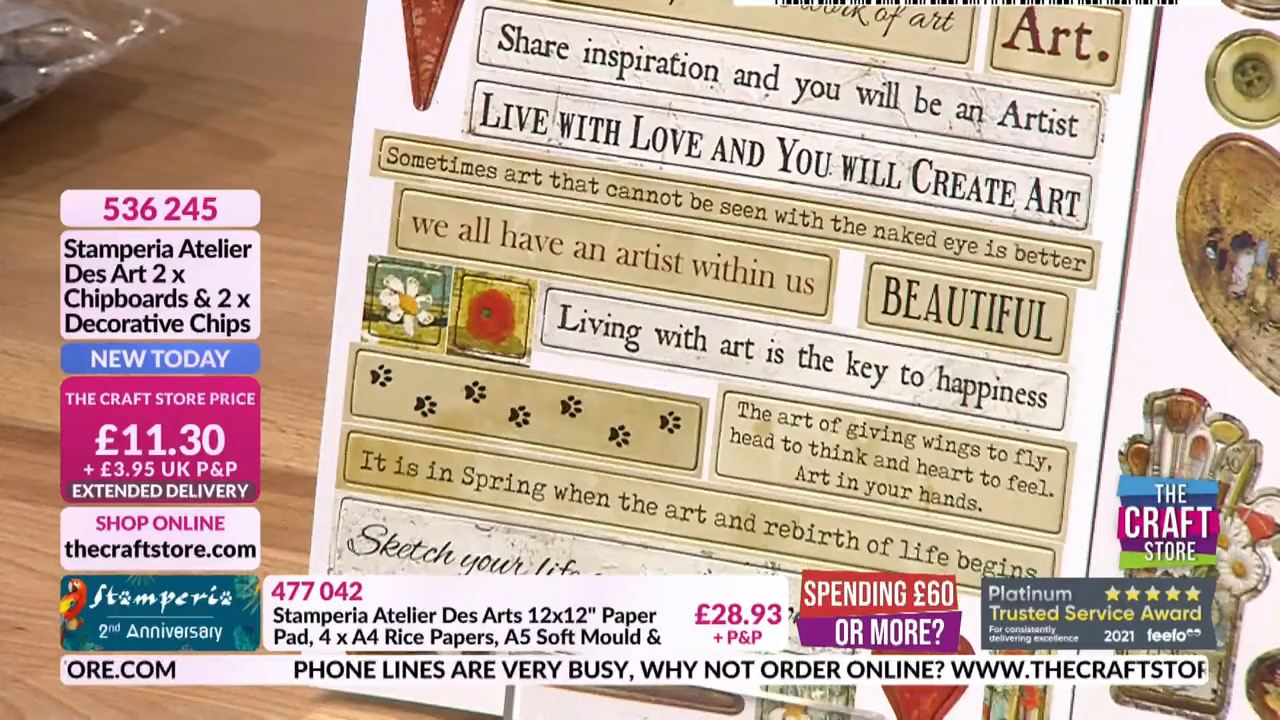 work of art
Art.
Share inspiration and you will be an Artist
LIVE WITH LOVE AND YOU WILL CREATE ART
Sometimes art that cannot be seen with the naked eye is better
we all have an artist within us
BEAUTIFUL
Living with art is the key to happiness
The art of giving wings to fly,
head to think and heart to feel.
Art in your hands.
It is in Spring when the art and rebirth of life begins
Sketch your life
536 245
Stamperia Atelier
Des Art 2 x
Chipboards & 2 x
Decorative Chips
NEW TODAY
THE CRAFT STORE PRICE
£11.30
+ £3.95 UK P&P
EXTENDED DELIVERY
SHOP ONLINE
thecraftstore.com
THE
CRAFT
STORE
Stamperia
2nd Anniversary
477 042
Stamperia Atelier Des Arts 12x12" Paper
Pad, 4 x A4 Rice Papers, A5 Soft Mould &
£28.93
+ P&P
SPENDING £60
OR MORE?
Platinum
Trusted Service Award
For consistently
delivering excellence
2021 feefo
ORE.COM PHONE LINES ARE VERY BUSY, WHY NOT ORDER ONLINE? WWW.THECRAFTSTOR